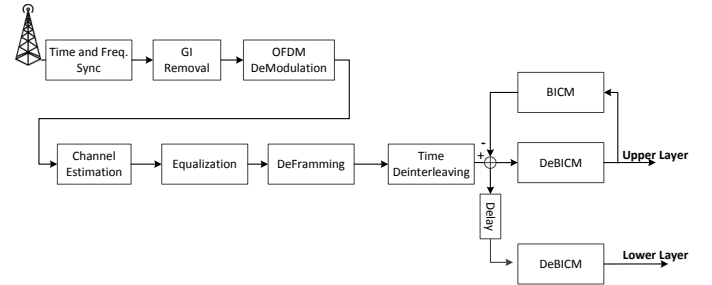 Time and Freq.
Sync
GI
Removal
OFDM
DeModulation
BICM
Channel
Estimation
Equalization
DeFramming
Time
Deinterleaving
-
+
DeBICM
Upper Layer
Delay
DeBICM
Lower Layer